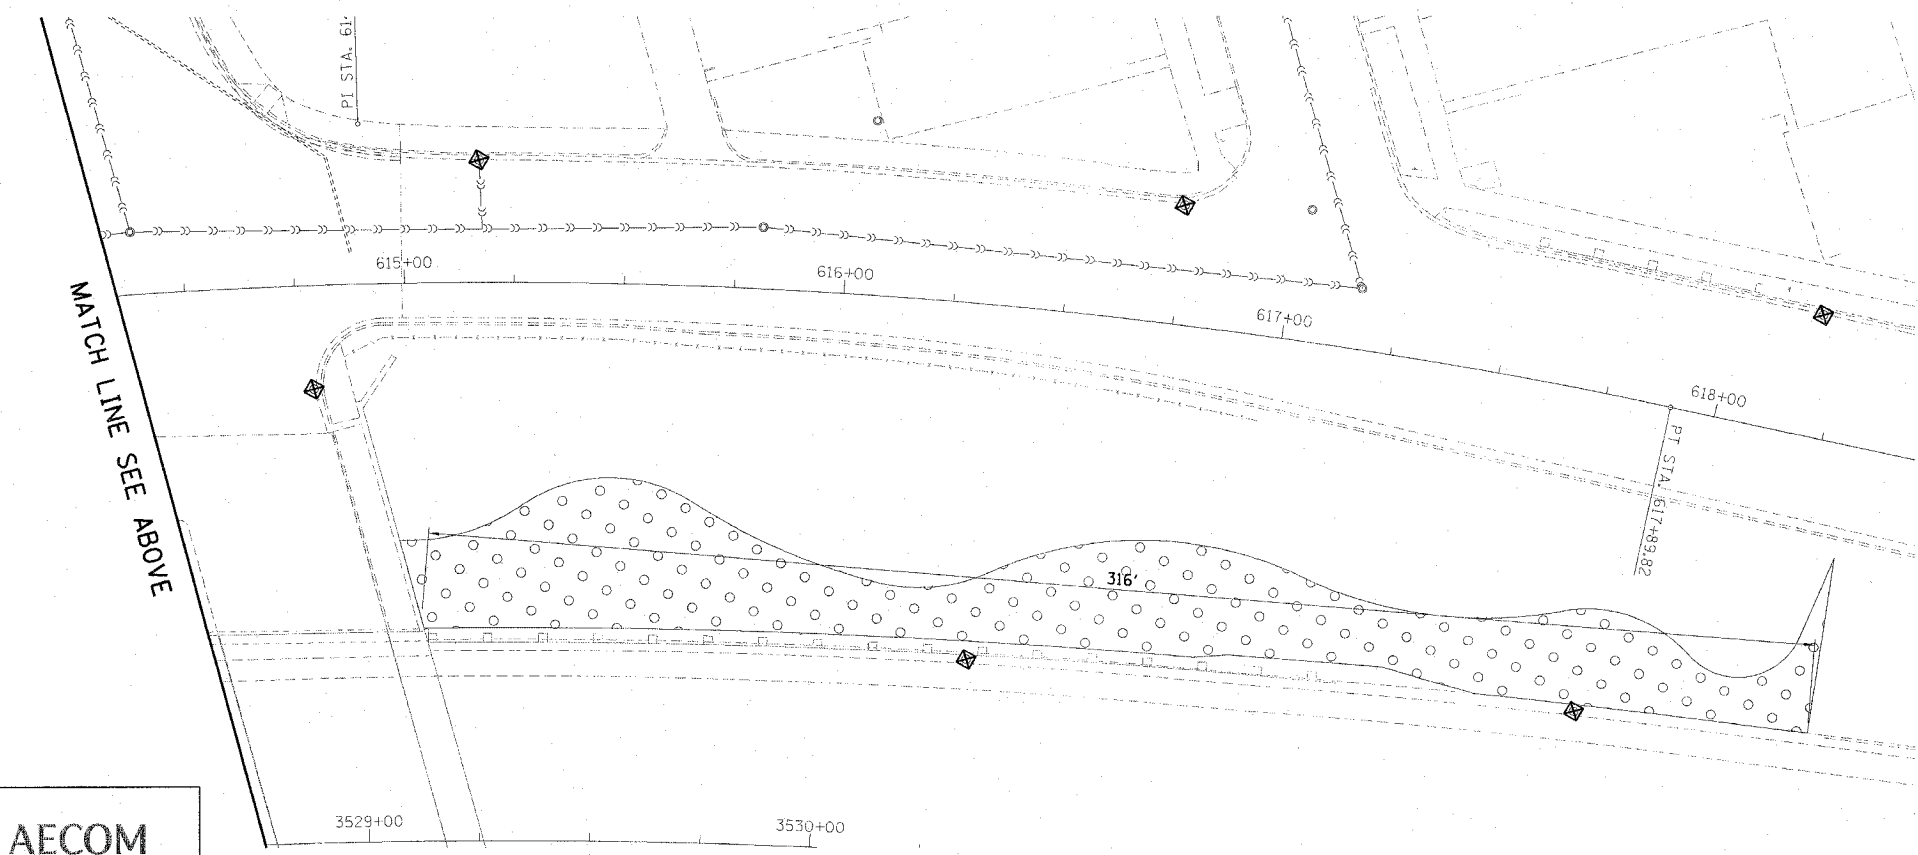 PI STA. 61
615+00
616+00
617+00
618+00
PT STA. 617+89.82
MATCH LINE SEE ABOVE
316'
3529+00
3530+00
AECOM